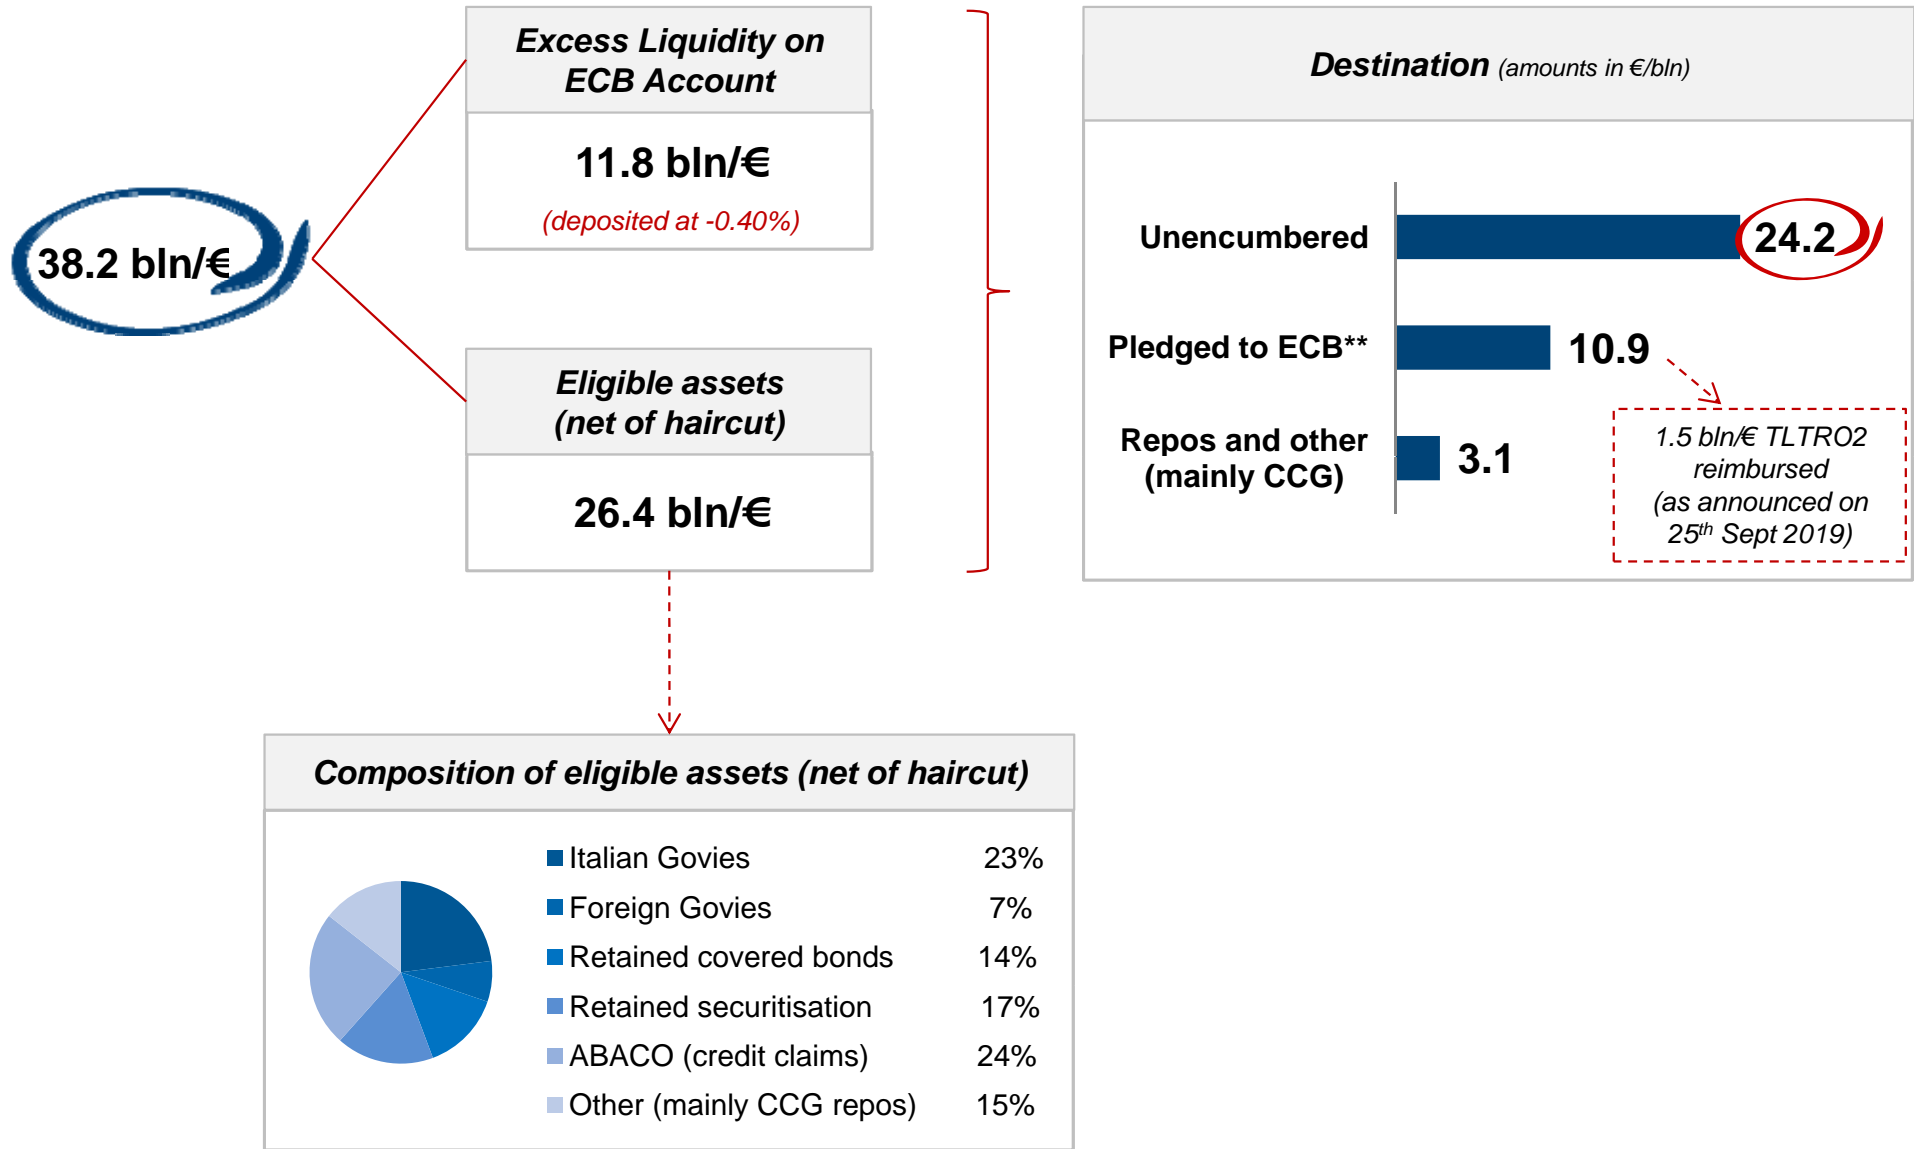 38.2 bln/€
Excess Liquidity on
ECB Account
11.8 bln/€
(deposited at -0.40%)
Eligible assets
(net of haircut)
26.4 bln/€
Destination (amounts in €/bln)
Unencumbered 24.2
Pledged to ECB** 10.9
Repos and other
(mainly CCG) 3.1
1.5 bln/€ TLTRO2
reimbursed
(as announced on
25th Sept 2019)
Composition of eligible assets (net of haircut)
Italian Govies 23%
Foreign Govies 7%
Retained covered bonds 14%
Retained securitisation 17%
ABACO (credit claims) 24%
Other (mainly CCG repos) 15%